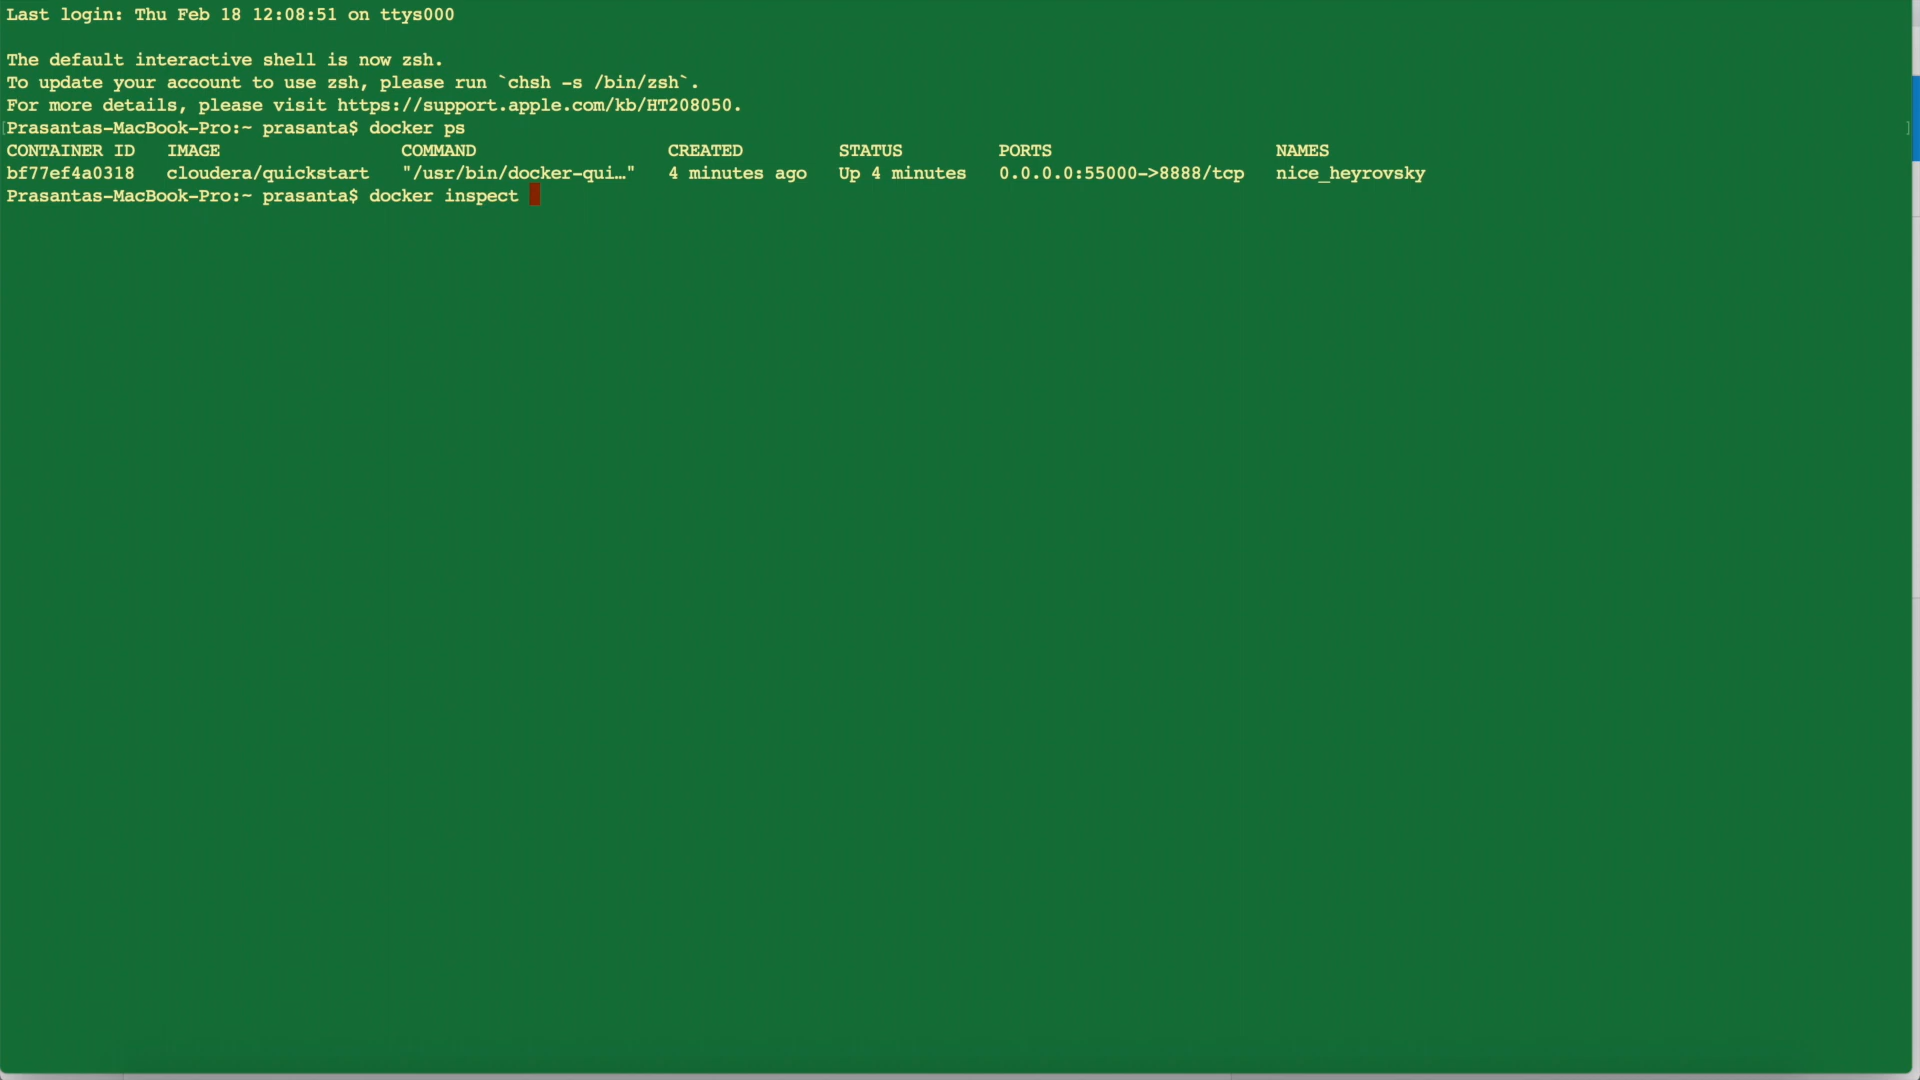 Last login: Thu Feb 18 12:08:51 on ttys000
The default interactive shell is now zsh.
To update your account to use zsh, please run `chsh -s /bin/zsh`.
For more details, please visit https://support.apple.com/kb/HT208050.
[Prasantas-MacBook-Pro:~ prasanta$ docker ps ]
CONTAINER ID   IMAGE                 COMMAND                  CREATED         STATUS         PORTS                     NAMES
bf77ef4a0318   cloudera/quickstart   "/usr/bin/docker-qui…"   4 minutes ago   Up 4 minutes   0.0.0.0:55000->8888/tcp   nice_heyrovsky
Prasantas-MacBook-Pro:~ prasanta$ docker inspect